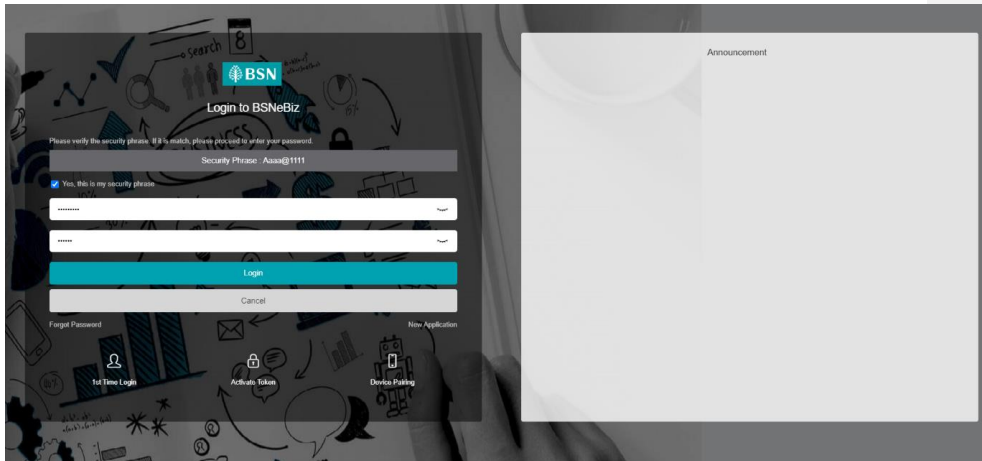 search 8
BSN
Login to BSNeBiz
BUSINESS
Please verify the security phrase. If it is match, please proceed to enter your password.
Security Phrase : Aaaa@1111
Yes, this is my security phrase
Login
Cancel
Forgot Password
New Application
1st Time Login
Activate Token
Device Pairing
Announcement